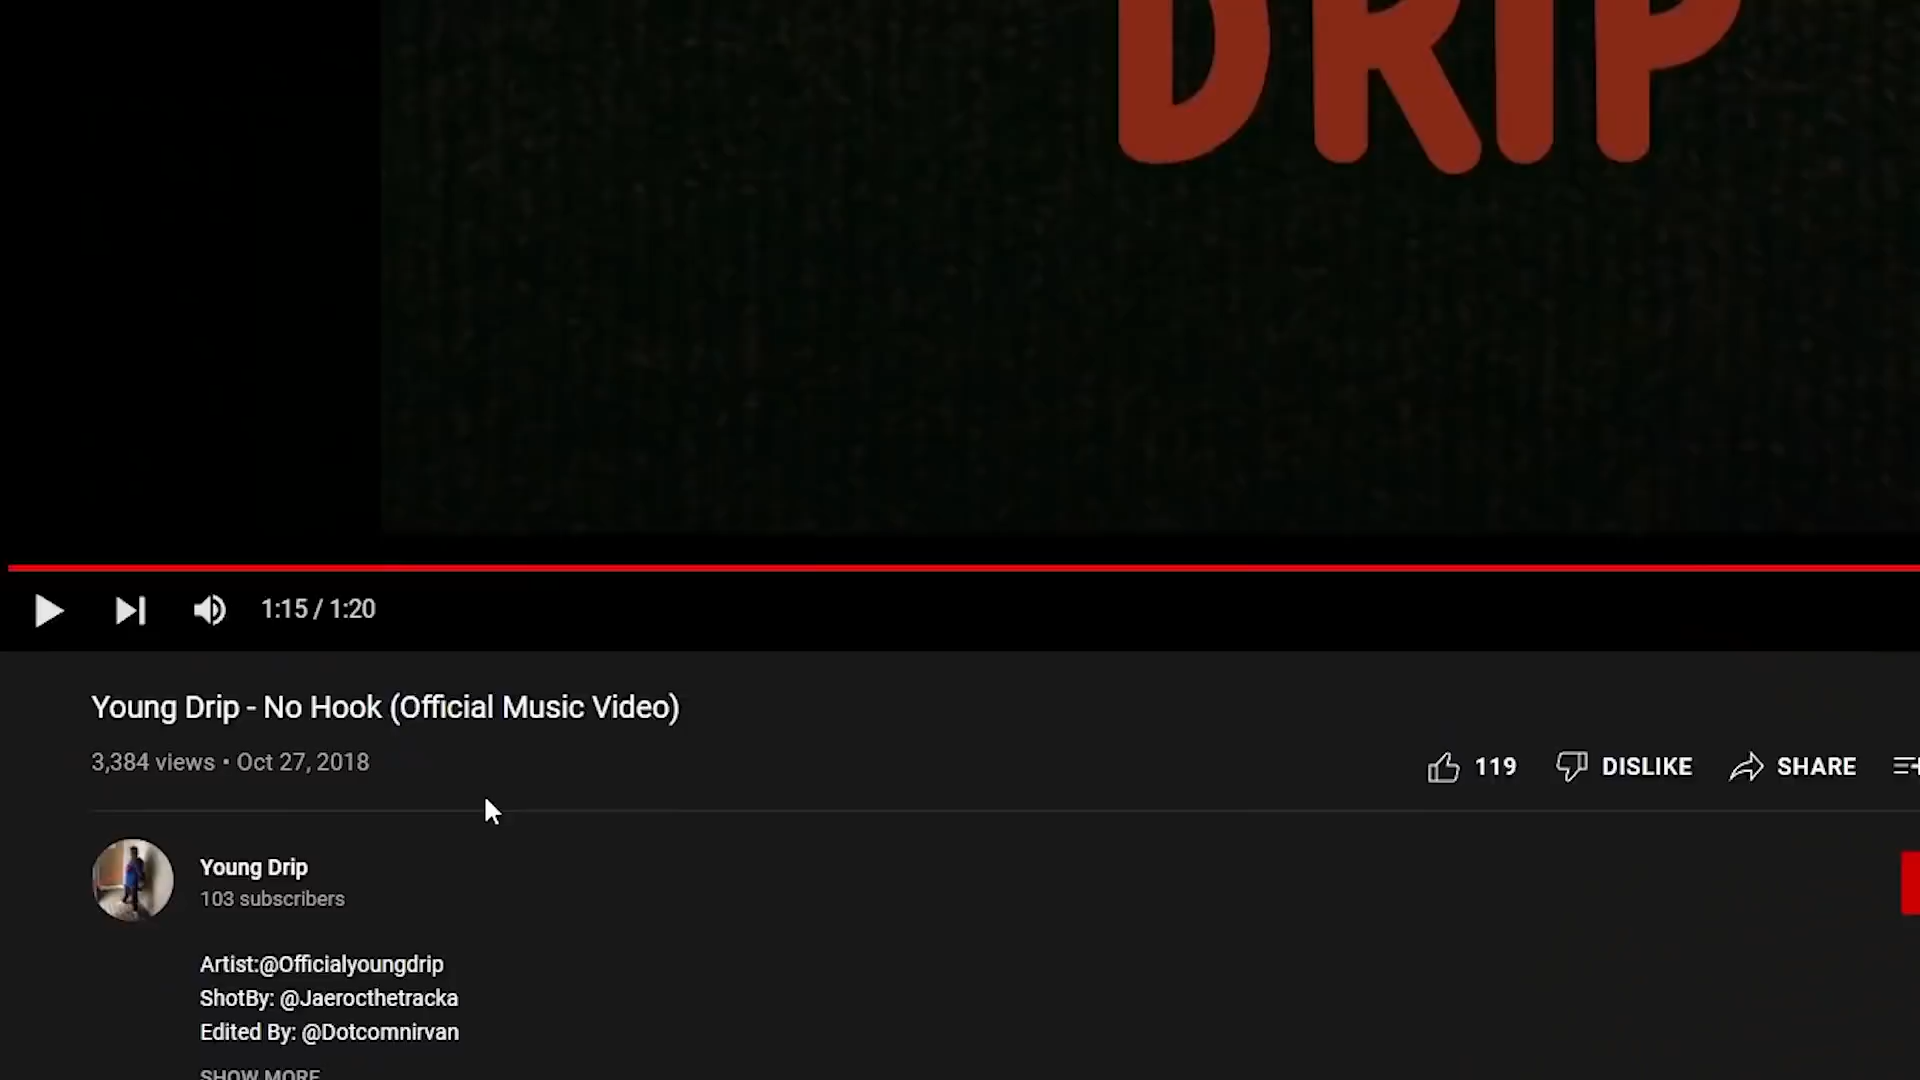 DRIP
1:15 / 1:20
Young Drip - No Hook (Official Music Video)
3,384 views • Oct 27, 2018
119 DISLIKE SHARE
Young Drip
103 subscribers
Artist:@Officialyoungdrip
ShotBy: @Jaerocthetracka
Edited By: @Dotcomnirvan
SHOW MORE